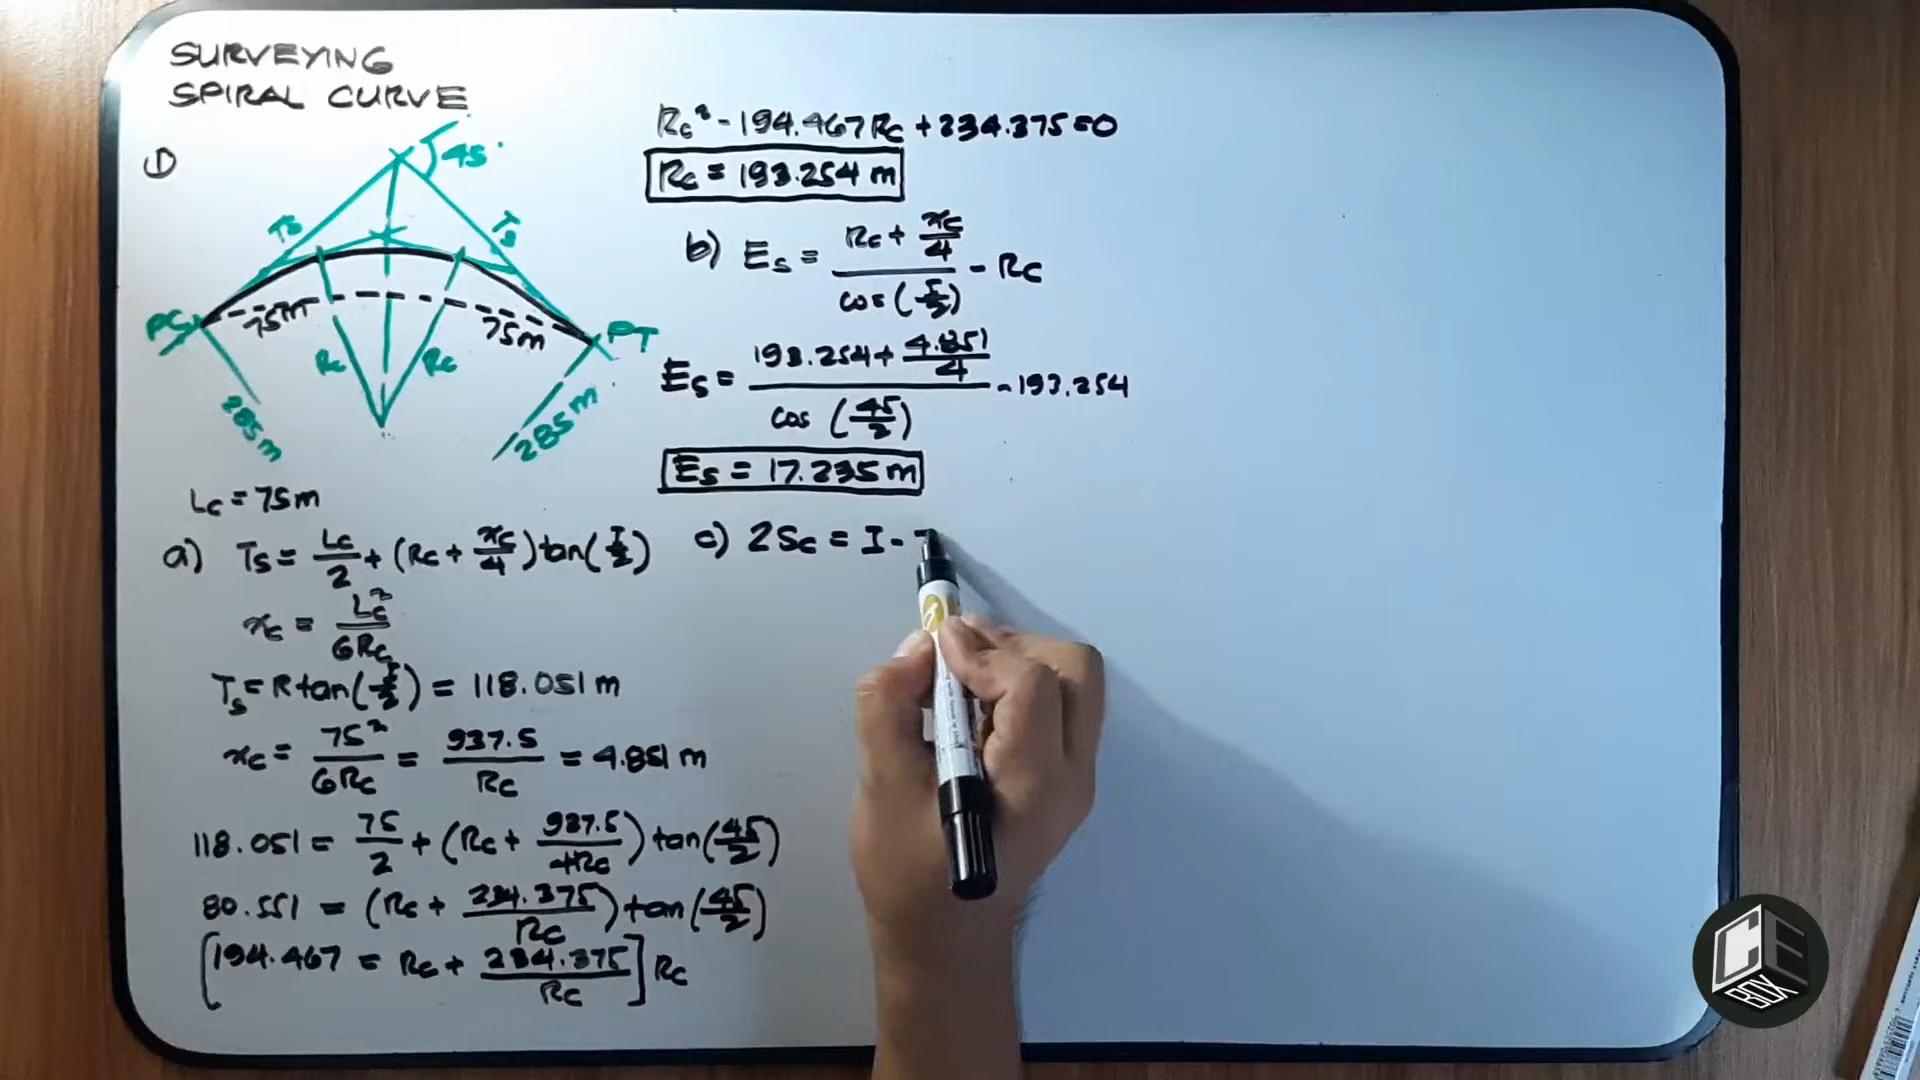 SURVEYING
SPIRAL CURVE
①
45°
Ts
Ts
PC
75m
75m
PT
Rc
Rc
285m
285m
Lc = 75m
a) Ts = Lc/2 + (Rc + xc/4) tan(I/2)
xc = Lc²/6Rc
Ts = R tan(I/2) = 118.051 m
xc = 75²/6Rc = 937.5/Rc = 4.851 m
118.051 = 75/2 + (Rc + 937.5/4Rc) tan(45/2)
80.551 = (Rc + 234.375/Rc) tan(45/2)
[194.467 = Rc + 234.375/Rc] Rc
Rc² - 194.467Rc + 234.375 = 0
Rc = 193.254 m
b) Es = (Rc + xc/4)/cos(I/2) - Rc
Es = (193.254 + 4.851/4)/cos(45/2) - 193.254
Es = 17.235 m
c) 2Sc = I -
CE
BOX